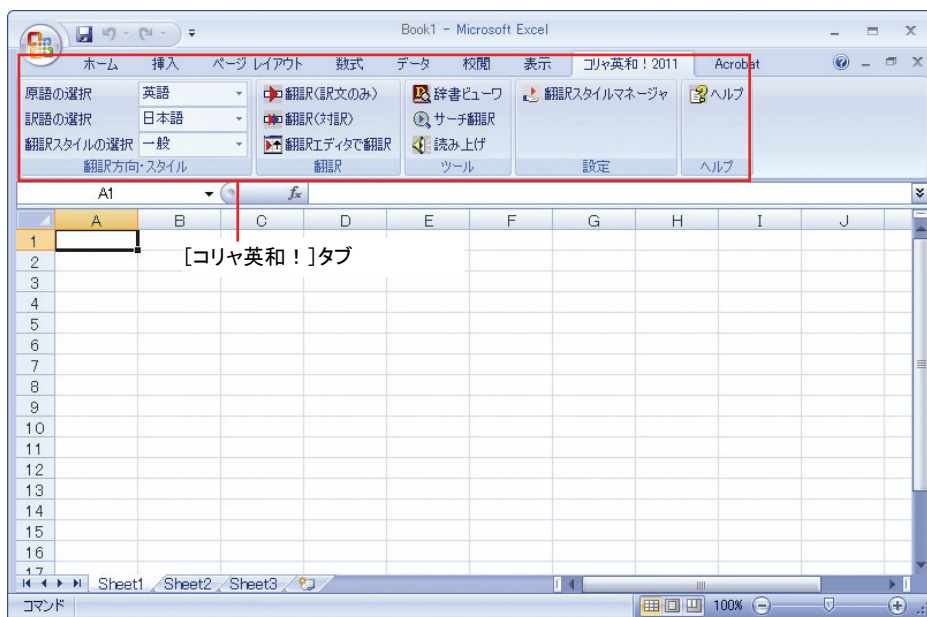 Book1 - Microsoft Excel
ホーム 挿入 ページ レイアウト 数式 データ 校閲 表示 コリャ英和！2011 Acrobat
原語の選択 英語 翻訳(訳文のみ) 辞書ビューワ 翻訳スタイルマネージャ ヘルプ
訳語の選択 日本語 翻訳(対訳) サーチ翻訳
翻訳スタイルの選択 一般 翻訳エディタで翻訳 読み上げ
翻訳方向・スタイル 翻訳 ツール 設定 ヘルプ
A1 fx
A B C D E F G H I J
1
[コリャ英和！]タブ
2
3
4
5
6
7
8
9
10
11
12
13
14
15
16
17
Sheet1 Sheet2 Sheet3
コマンド 100%